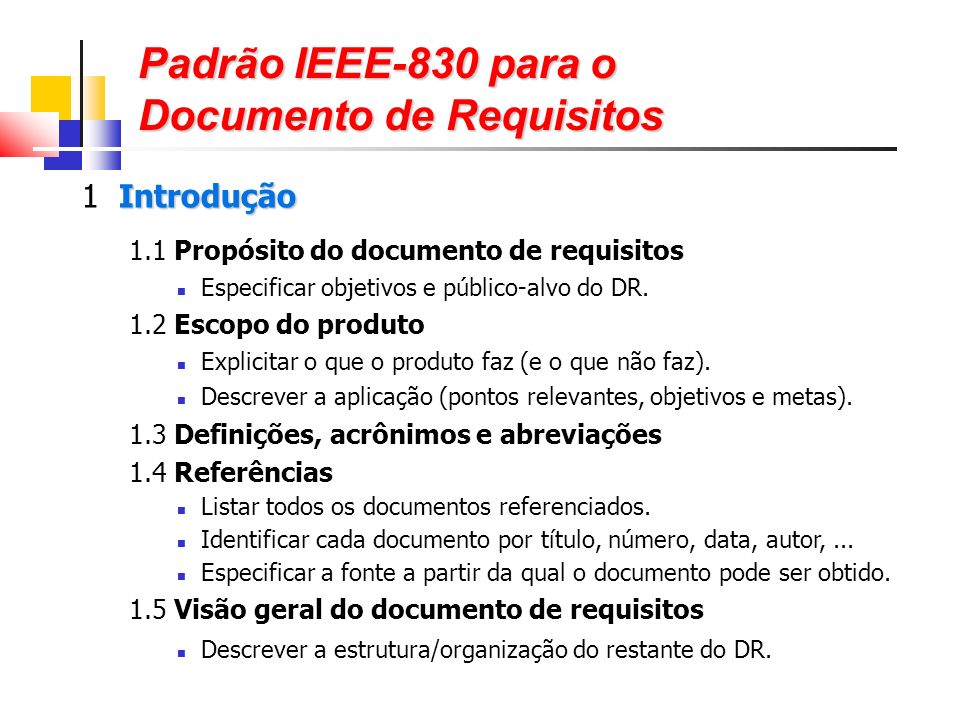 Padrão IEEE-830 para o
Documento de Requisitos
1 Introdução
1.1 Propósito do documento de requisitos
Especificar objetivos e público-alvo do DR.
1.2 Escopo do produto
Explicitar o que o produto faz (e o que não faz).
Descrever a aplicação (pontos relevantes, objetivos e metas).
1.3 Definições, acrônimos e abreviações
1.4 Referências
Listar todos os documentos referenciados.
Identificar cada documento por título, número, data, autor, ...
Especificar a fonte a partir da qual o documento pode ser obtido.
1.5 Visão geral do documento de requisitos
Descrever a estrutura/organização do restante do DR.